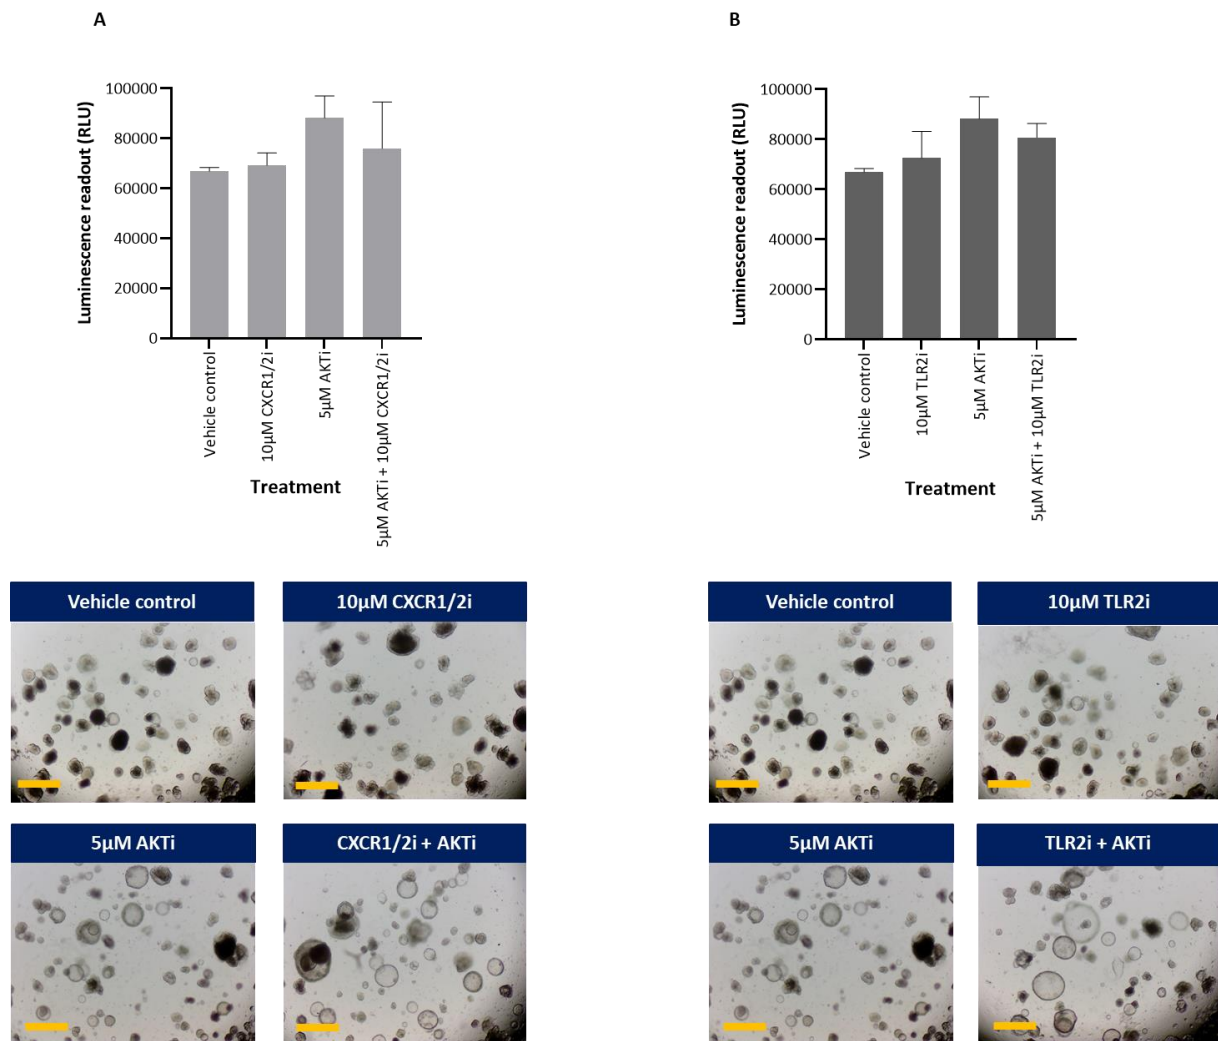 A
Luminescence readout (RLU)
100000
80000
60000
40000
20000
0
Vehicle control
10µM CXCR1/2i
5µM AKTi
5µM AKTi + 10µM CXCR1/2i
Treatment
B
Luminescence readout (RLU)
100000
80000
60000
40000
20000
0
Vehicle control
10µM TLR2i
5µM AKTi
5µM AKTi + 10µM TLR2i
Treatment
Vehicle control
10µM CXCR1/2i
5µM AKTi
CXCR1/2i + AKTi
Vehicle control
10µM TLR2i
5µM AKTi
TLR2i + AKTi